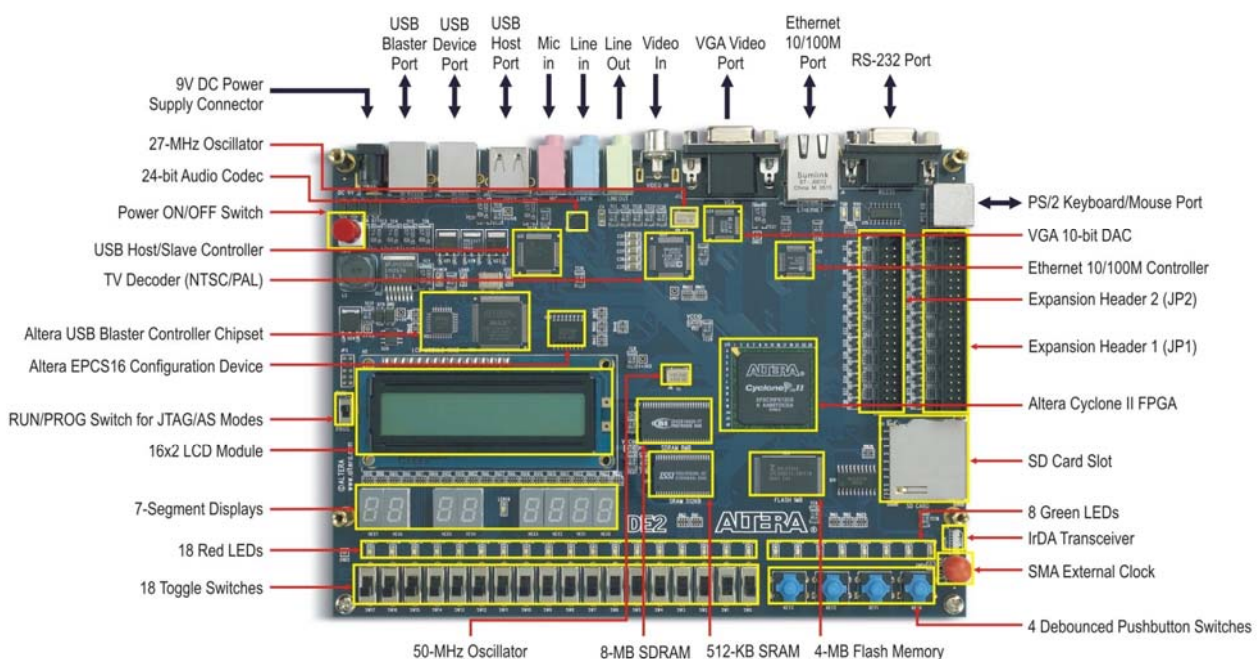 USB
Blaster
Port
USB
Device
Port
USB
Host
Port
Mic
in
Line
in
Line
Out
Video
In
VGA Video
Port
Ethernet
10/100M
Port
RS-232 Port
9V DC Power
Supply Connector
27-MHz Oscillator
24-bit Audio Codec
Power ON/OFF Switch
USB Host/Slave Controller
TV Decoder (NTSC/PAL)
Altera USB Blaster Controller Chipset
Altera EPCS16 Configuration Device
RUN/PROG Switch for JTAG/AS Modes
16x2 LCD Module
7-Segment Displays
18 Red LEDs
18 Toggle Switches
PS/2 Keyboard/Mouse Port
VGA 10-bit DAC
Ethernet 10/100M Controller
Expansion Header 2 (JP2)
Expansion Header 1 (JP1)
Altera Cyclone II FPGA
SD Card Slot
8 Green LEDs
IrDA Transceiver
SMA External Clock
4 Debounced Pushbutton Switches
50-MHz Oscillator
8-MB SDRAM
512-KB SRAM
4-MB Flash Memory
VIDEO IN
Sumlink
ALTERA®
Cyclone II
DE2
ALTERA®